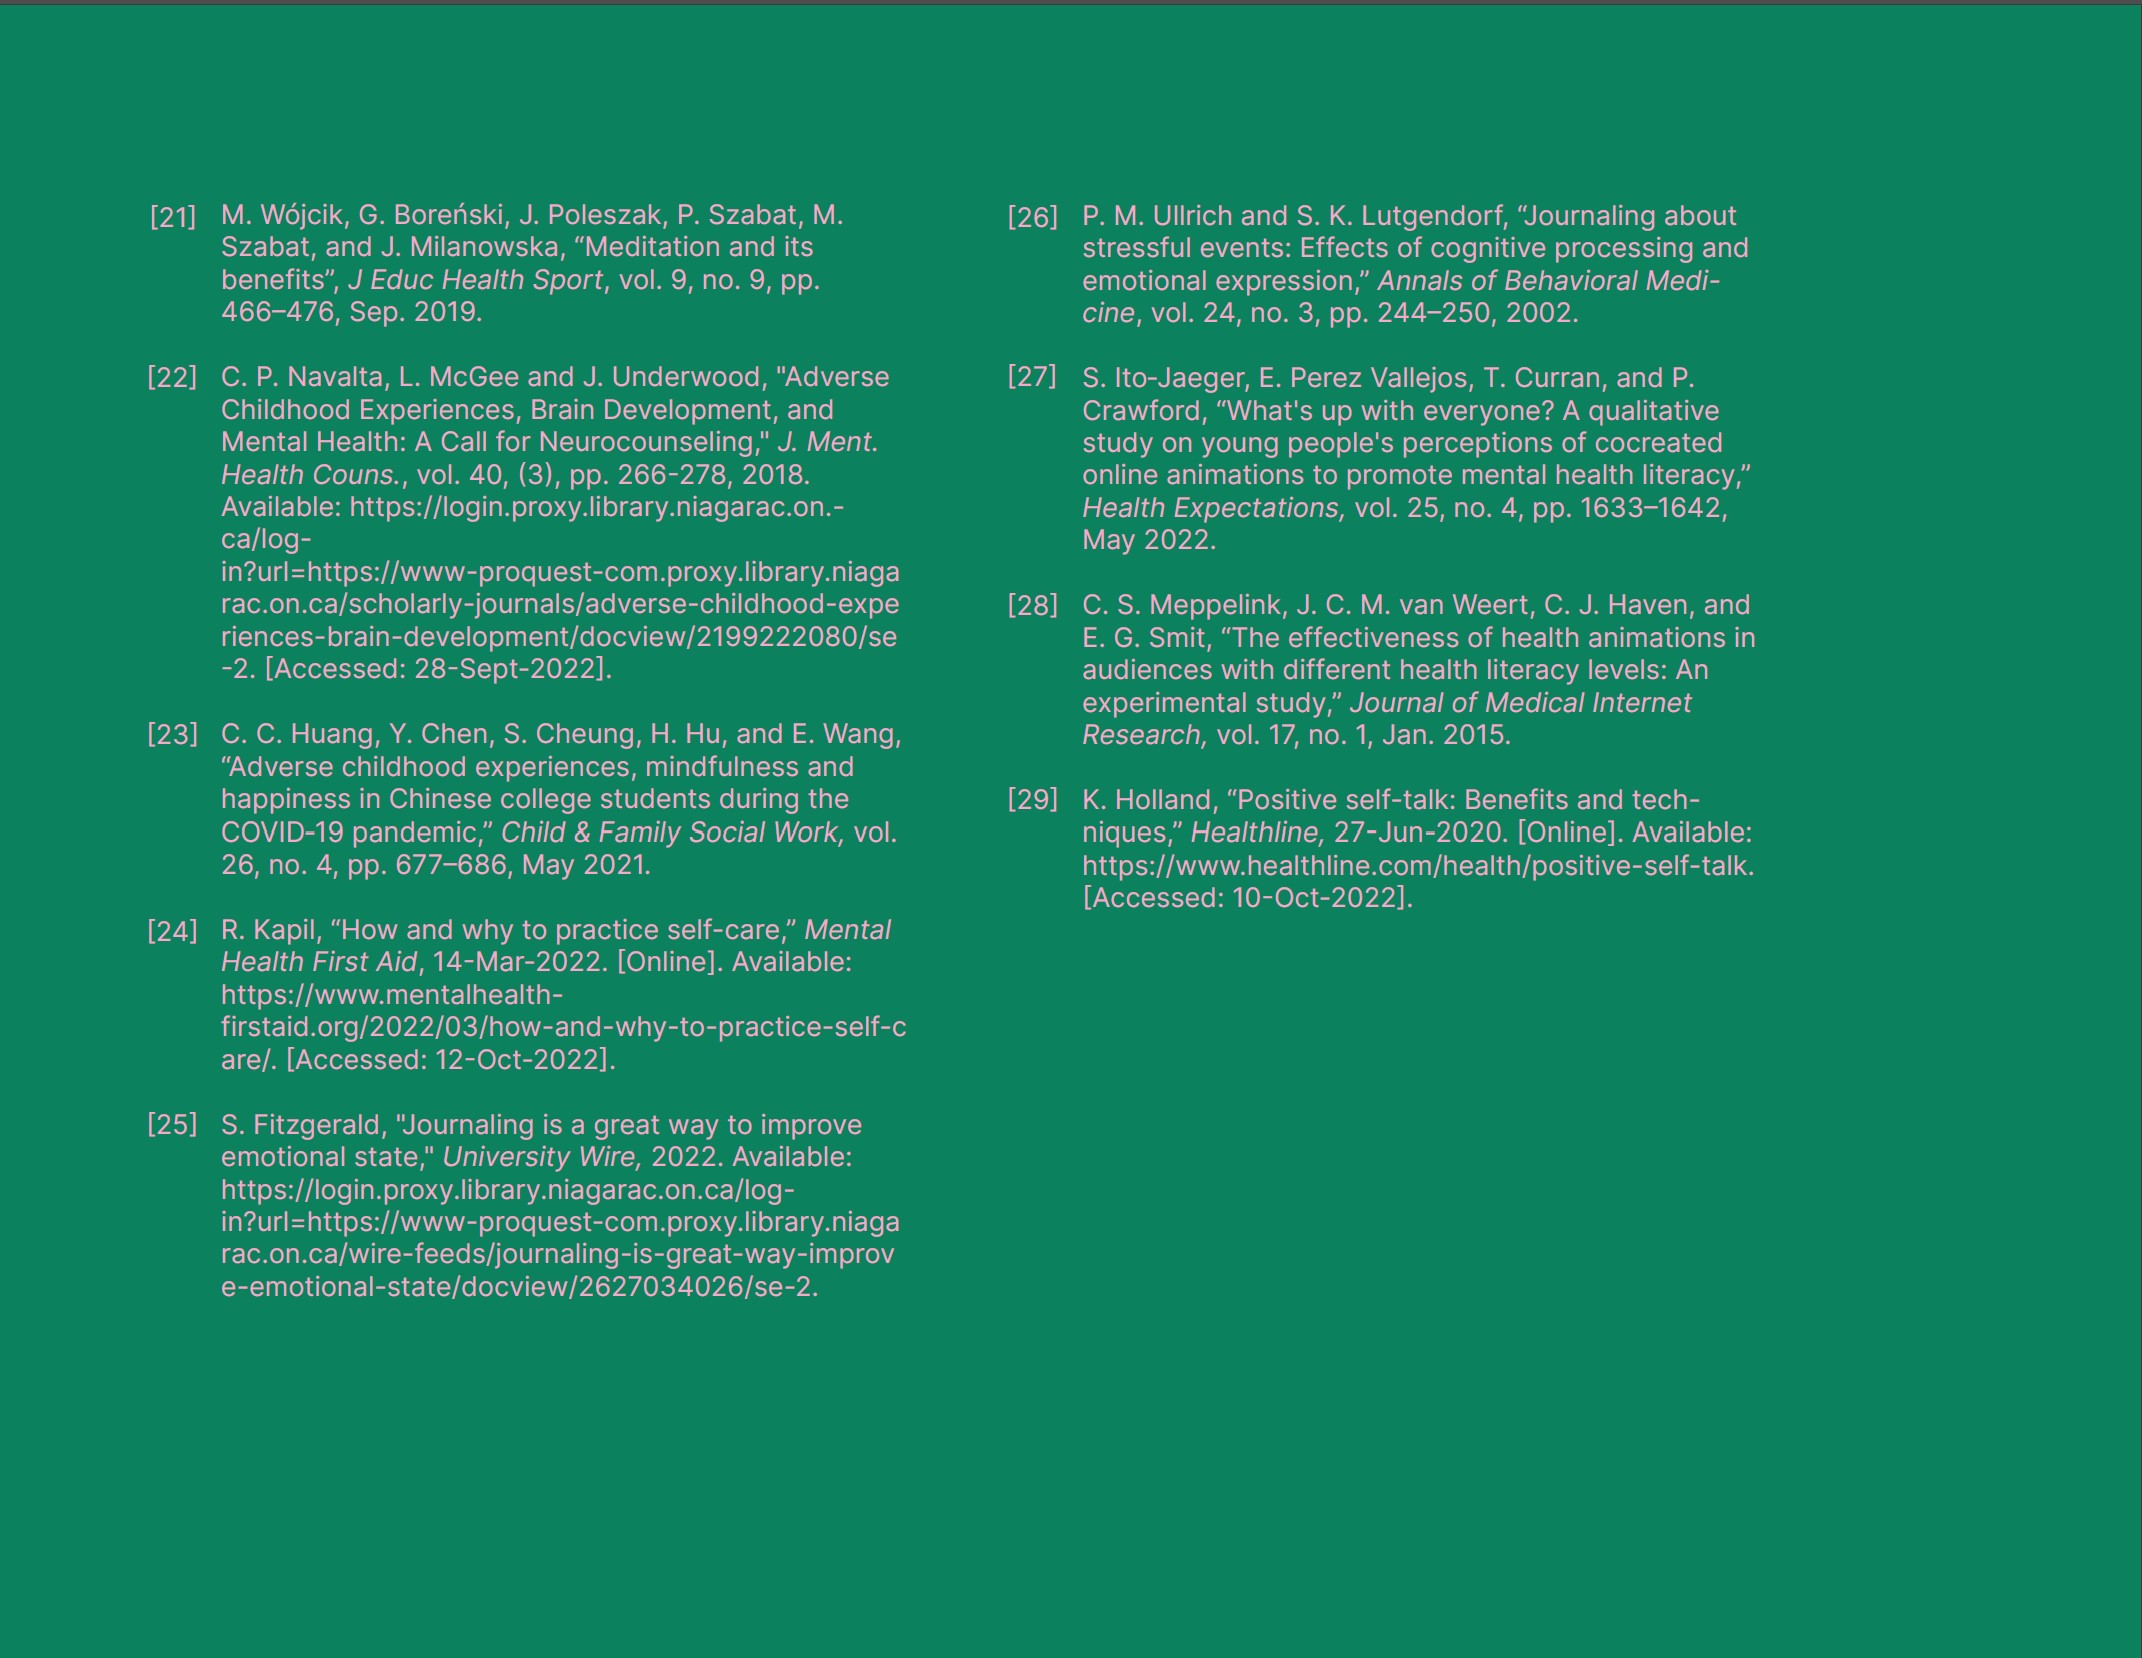 [21] M. Wójcik, G. Boreński, J. Poleszak, P. Szabat, M.
Szabat, and J. Milanowska, “Meditation and its
benefits”, J Educ Health Sport, vol. 9, no. 9, pp.
466–476, Sep. 2019.
[22] C. P. Navalta, L. McGee and J. Underwood, "Adverse
Childhood Experiences, Brain Development, and
Mental Health: A Call for Neurocounseling," J. Ment.
Health Couns., vol. 40, (3), pp. 266-278, 2018.
Available: https://login.proxy.library.niagarac.on.-
ca/log-
in?url=https://www-proquest-com.proxy.library.niaga
rac.on.ca/scholarly-journals/adverse-childhood-expe
riences-brain-development/docview/2199222080/se
-2. [Accessed: 28-Sept-2022].
[23] C. C. Huang, Y. Chen, S. Cheung, H. Hu, and E. Wang,
“Adverse childhood experiences, mindfulness and
happiness in Chinese college students during the
COVID-19 pandemic,” Child & Family Social Work, vol.
26, no. 4, pp. 677–686, May 2021.
[24] R. Kapil, “How and why to practice self-care,” Mental
Health First Aid, 14-Mar-2022. [Online]. Available:
https://www.mentalhealth-
firstaid.org/2022/03/how-and-why-to-practice-self-c
are/. [Accessed: 12-Oct-2022].
[25] S. Fitzgerald, "Journaling is a great way to improve
emotional state," University Wire, 2022. Available:
https://login.proxy.library.niagarac.on.ca/log-
in?url=https://www-proquest-com.proxy.library.niaga
rac.on.ca/wire-feeds/journaling-is-great-way-improv
e-emotional-state/docview/2627034026/se-2.
[26] P. M. Ullrich and S. K. Lutgendorf, “Journaling about
stressful events: Effects of cognitive processing and
emotional expression,” Annals of Behavioral Medi-
cine, vol. 24, no. 3, pp. 244–250, 2002.
[27] S. Ito-Jaeger, E. Perez Vallejos, T. Curran, and P.
Crawford, “What's up with everyone? A qualitative
study on young people's perceptions of cocreated
online animations to promote mental health literacy,”
Health Expectations, vol. 25, no. 4, pp. 1633–1642,
May 2022.
[28] C. S. Meppelink, J. C. M. van Weert, C. J. Haven, and
E. G. Smit, “The effectiveness of health animations in
audiences with different health literacy levels: An
experimental study,” Journal of Medical Internet
Research, vol. 17, no. 1, Jan. 2015.
[29] K. Holland, “Positive self-talk: Benefits and tech-
niques,” Healthline, 27-Jun-2020. [Online]. Available:
https://www.healthline.com/health/positive-self-talk.
[Accessed: 10-Oct-2022].